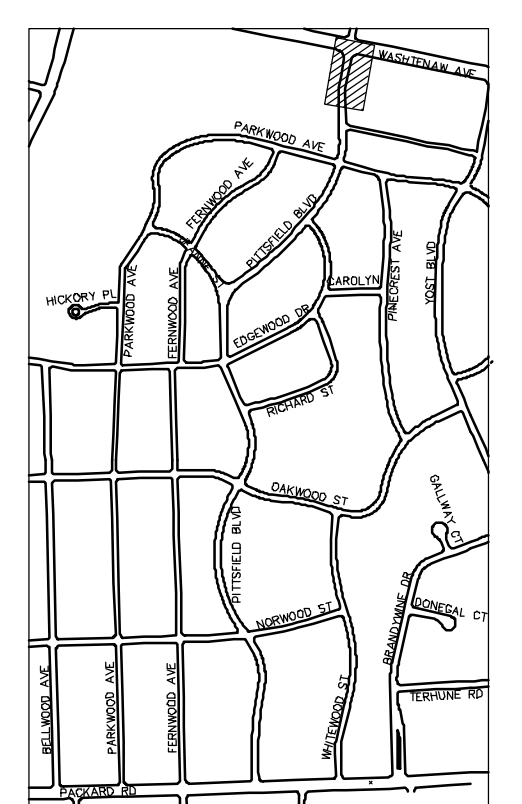 WASHTENAW AVE
PARKWOOD AVE
FERNWOOD AVE
PITTSFIELD BLVD
PINECREST AVE
YOST BLVD
CAROLYN
HICKORY PL
PARKWOOD AVE
FERNWOOD AVE
EDGEWOOD DR
RICHARD ST
OAKWOOD ST
GALLWAY CT
PITTSFIELD BLVD
BRANDYWINE DR
DONEGAL CT
NORWOOD ST
BELLWOOD AVE
PARKWOOD AVE
FERNWOOD AVE
WHITEWOOD ST
TERHUNE RD
PACKARD RD